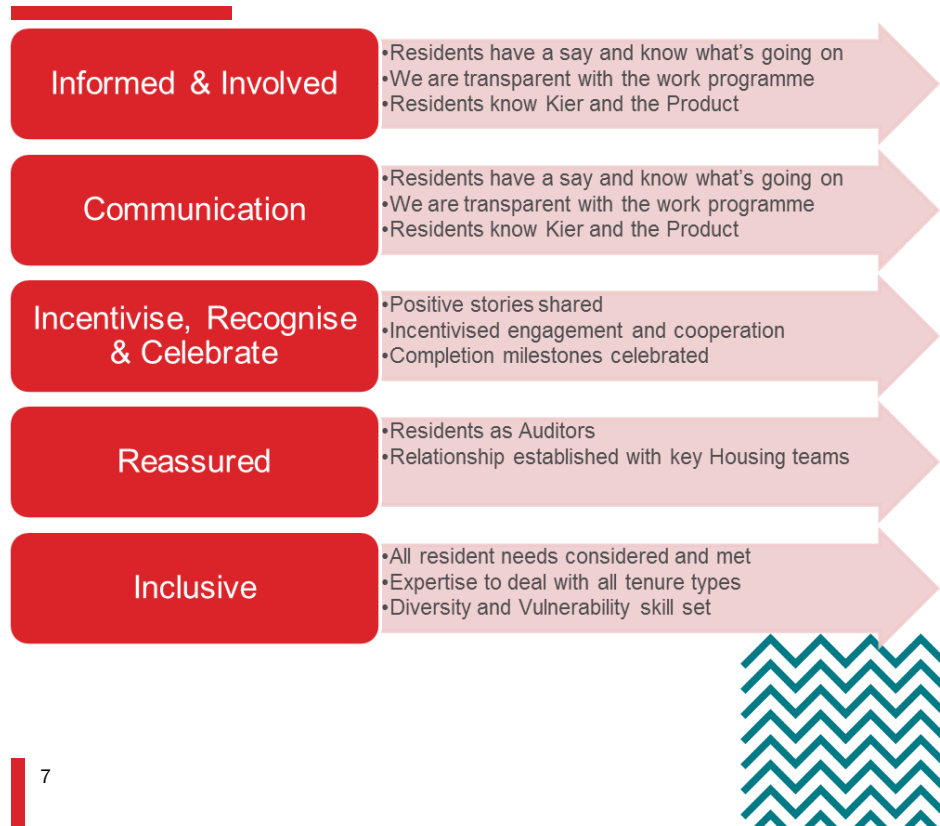 Informed & Involved
•Residents have a say and know what’s going on
•We are transparent with the work programme
•Residents know Kier and the Product
Communication
•Residents have a say and know what’s going on
•We are transparent with the work programme
•Residents know Kier and the Product
Incentivise, Recognise
& Celebrate
•Positive stories shared
•Incentivised engagement and cooperation
•Completion milestones celebrated
Reassured
•Residents as Auditors
•Relationship established with key Housing teams
Inclusive
•All resident needs considered and met
•Expertise to deal with all tenure types
•Diversity and Vulnerability skill set
7